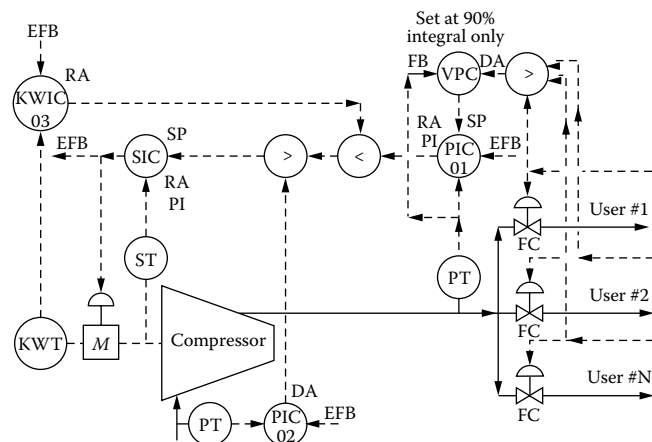 Set at 90%
integral only
EFB
FB
VPC
DA
>
RA
KWIC
03
SP
RA
PI
PIC
01
EFB
EFB
SIC
SP
>
<
RA
PI
User #1
FC
ST
PT
User #2
FC
KWT
M
Compressor
User #N
FC
DA
PT
PIC
02
EFB